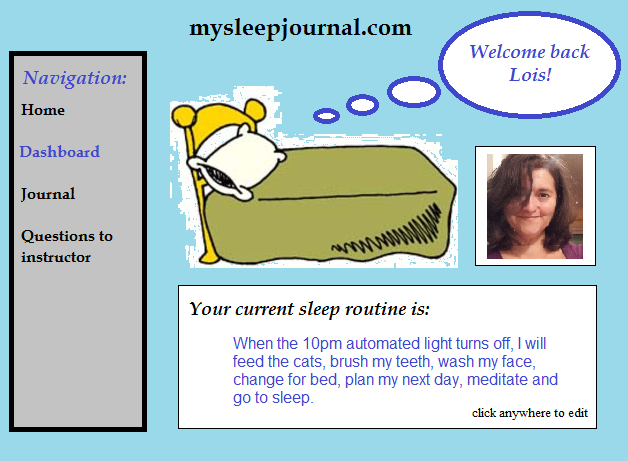 mysleepjournal.com
Welcome back
Lois!
Navigation:
Home
Dashboard
Journal
Questions to
instructor
Your current sleep routine is:
When the 10pm automated light turns off, I will
feed the cats, brush my teeth, wash my face,
change for bed, plan my next day, meditate and
go to sleep.
click anywhere to edit